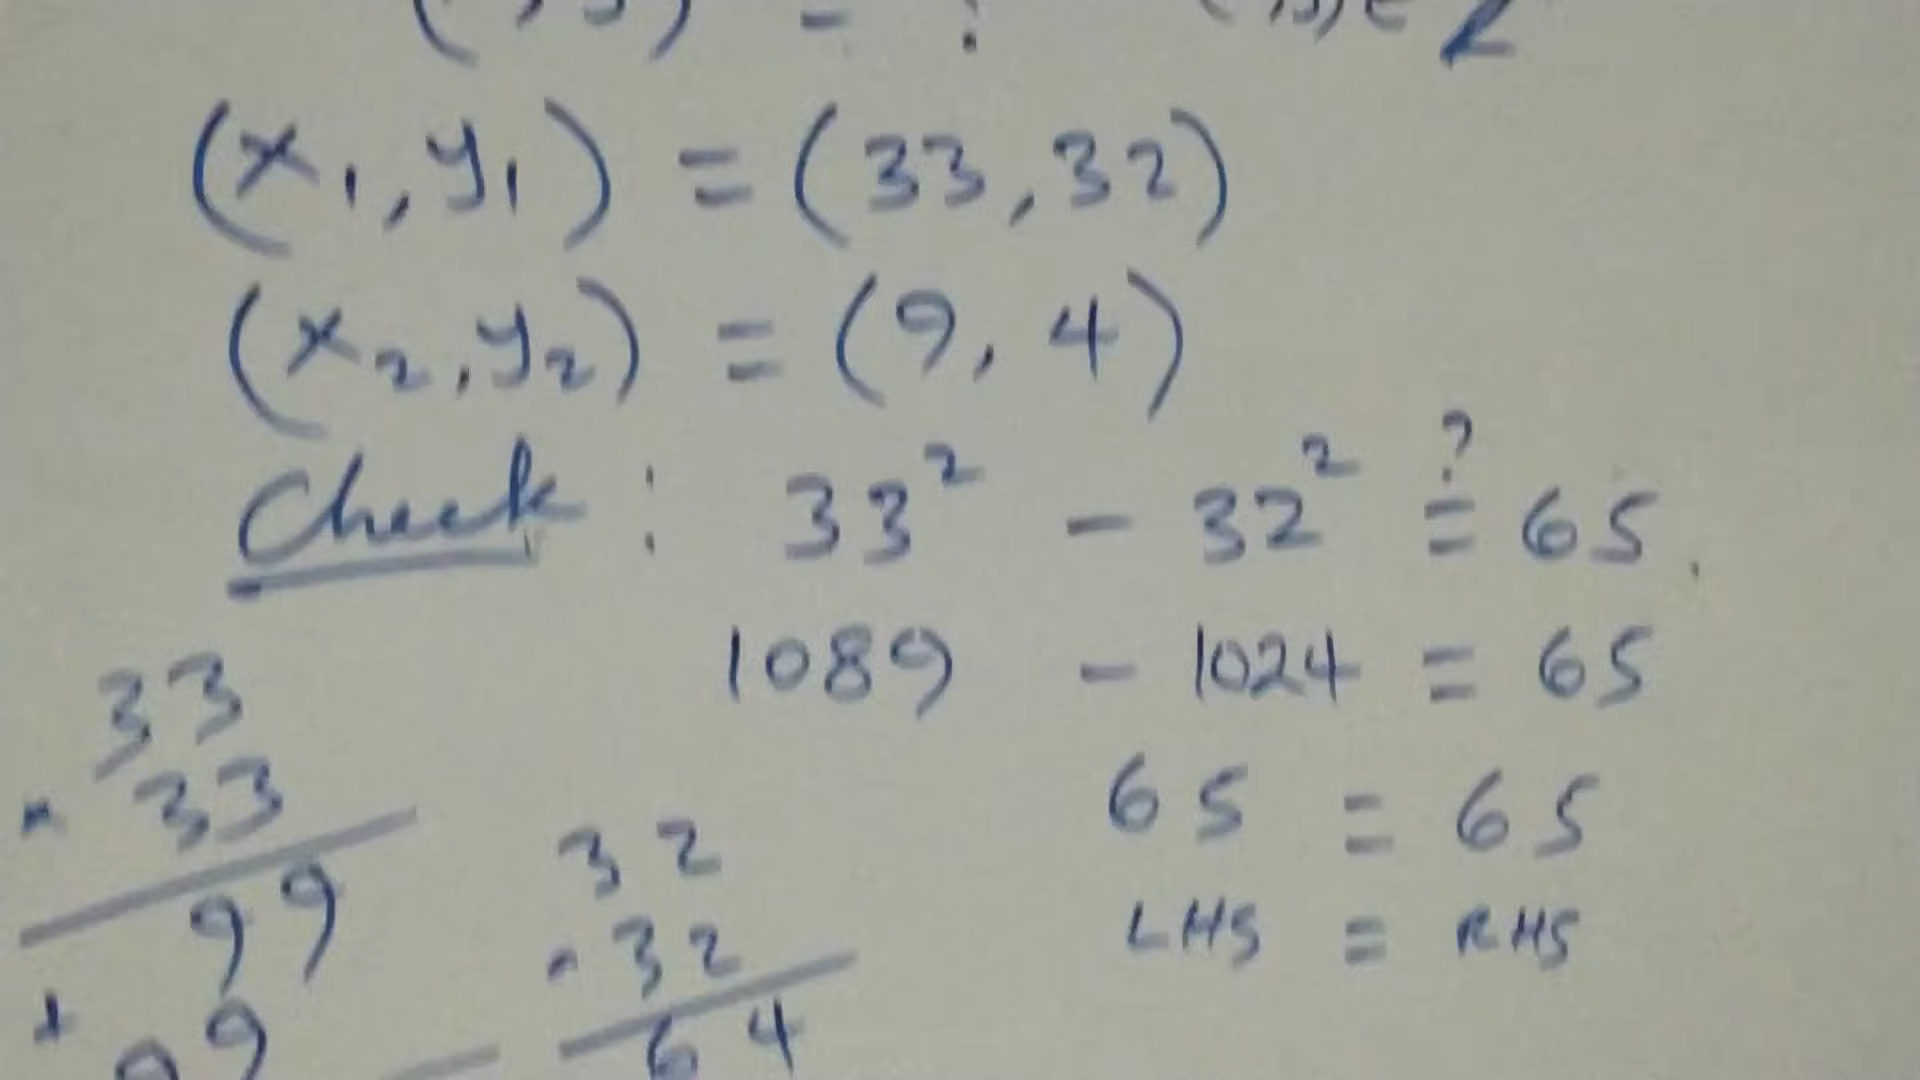 (x₁,y₁) = (33,32)
(x₂,y₂) = (9,4)
Check : 33² - 32² ≟ 65.
1089 - 1024 = 65
65 = 65
LHS = RHS
33
· 33
99
+ 99
32
· 32
64